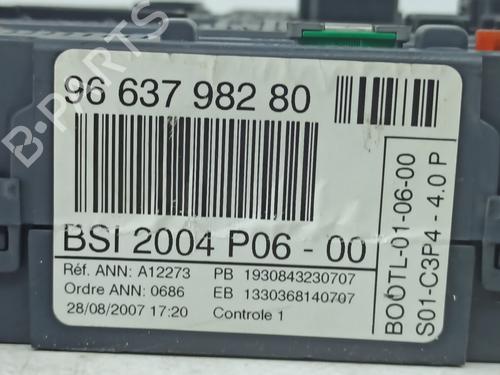 96 637 982 80
BSI 2004 P06 - 00
Réf. ANN: A12273 PB 1930843230707
Ordre ANN: 0686 EB 1330368140707
28/08/2007 17:20 Controle 1
BOOTL-01-06-00
S01-C3P4 - 4.0 P
B-PARTS